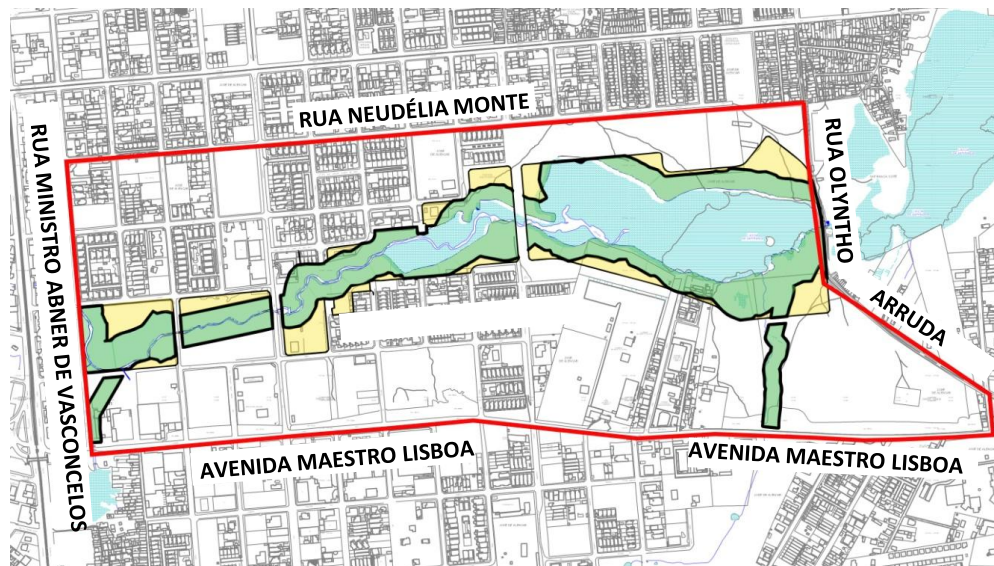 RUA NEUDÉLIA MONTE
RUA MINISTRO ABNER DE VASCONCELOS
RUA OLYNTHO
ARRUDA
AVENIDA MAESTRO LISBOA
AVENIDA MAESTRO LISBOA